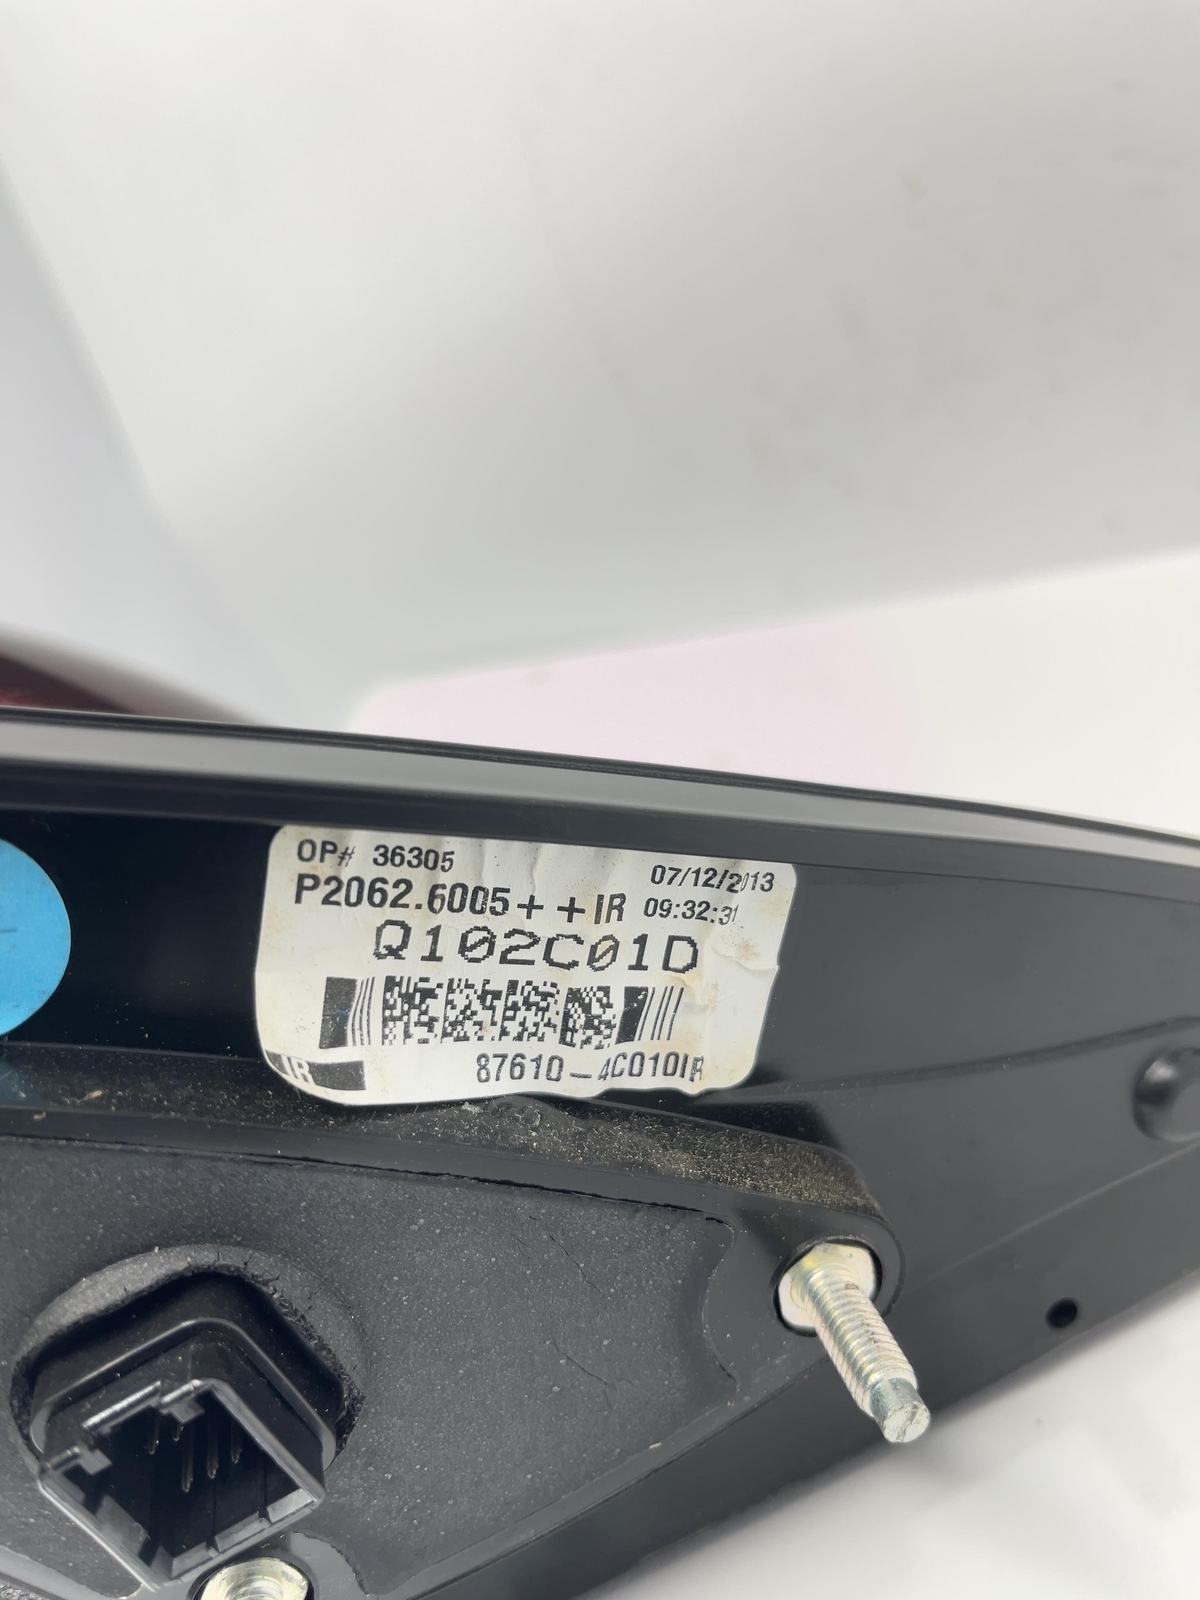 OP# 36305
07/12/2013
P2062.6005++IR 09:32:31
Q102C01D
IR
87610-4C010IR